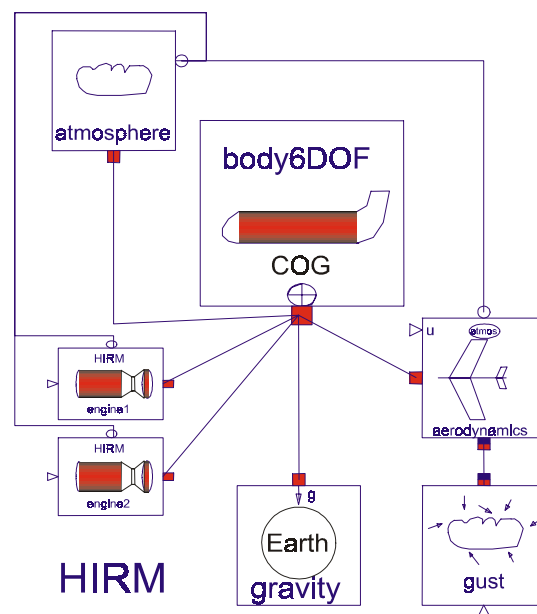 atmosphere
body6DOF
COG
u
atmos
HIRM
engine1
aerodynamics
HIRM
engine2
g
Earth
gravity
gust
HIRM